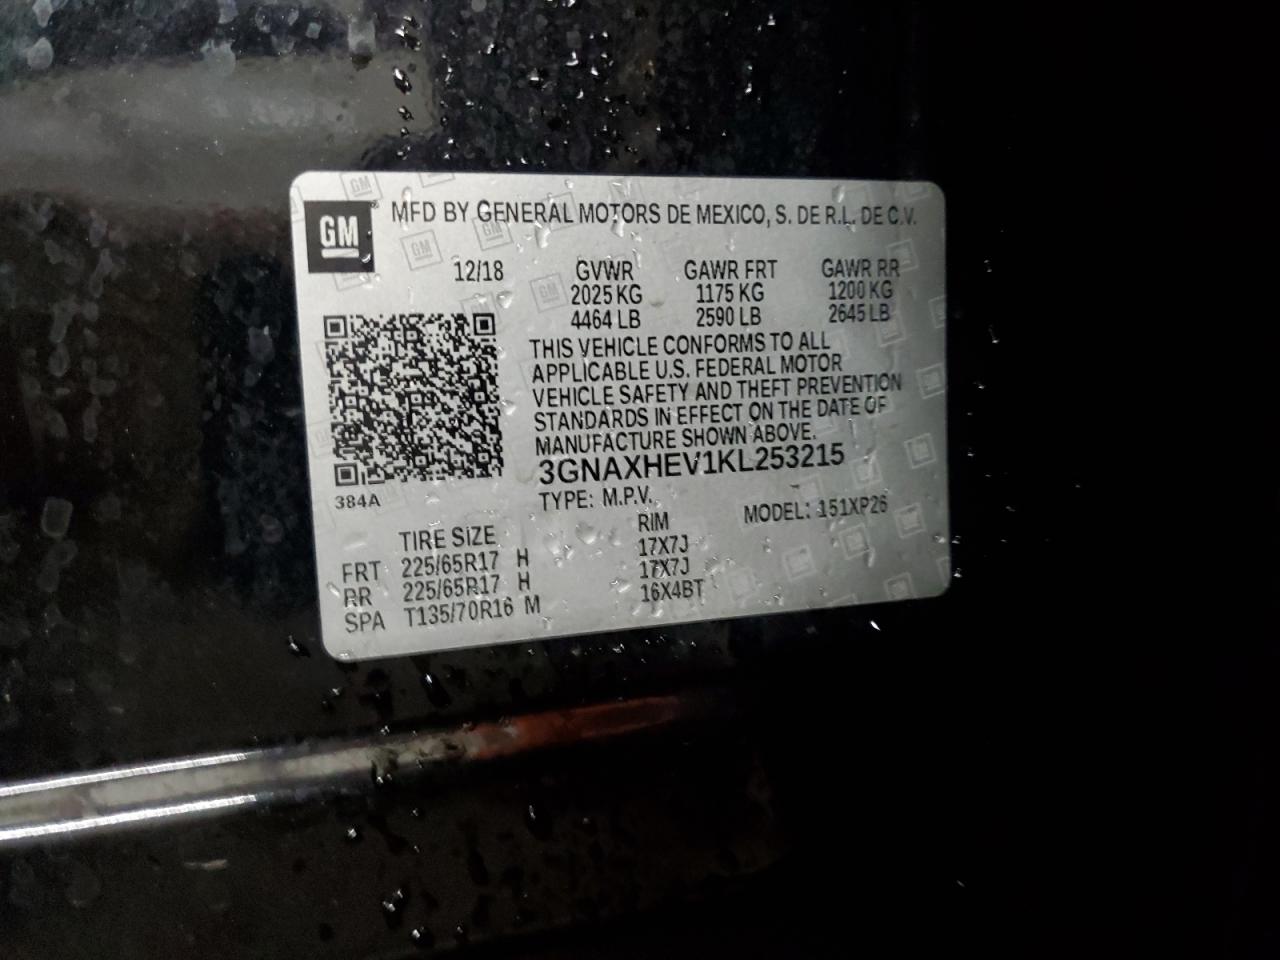 GM
MFD BY GENERAL MOTORS DE MEXICO, S. DE R.L. DE C.V.
12/18 GVWR GAWR FRT GAWR RR
2025 KG 1175 KG 1200 KG
4464 LB 2590 LB 2645 LB
THIS VEHICLE CONFORMS TO ALL
APPLICABLE U.S. FEDERAL MOTOR
VEHICLE SAFETY AND THEFT PREVENTION
STANDARDS IN EFFECT ON THE DATE OF
MANUFACTURE SHOWN ABOVE.
3GNAXHEV1KL253215
384A
TYPE: M.P.V. MODEL: 151XP26
TIRE SIZE RIM
FRT 225/65R17 H 17X7J
RR 225/65R17 H 17X7J
SPA T135/70R16 M 16X4BT